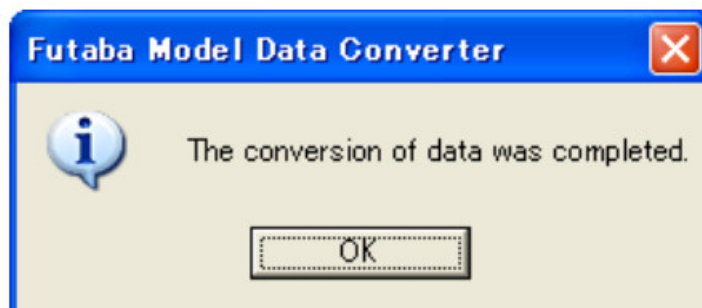 Futaba Model Data Converter
The conversion of data was completed.
OK